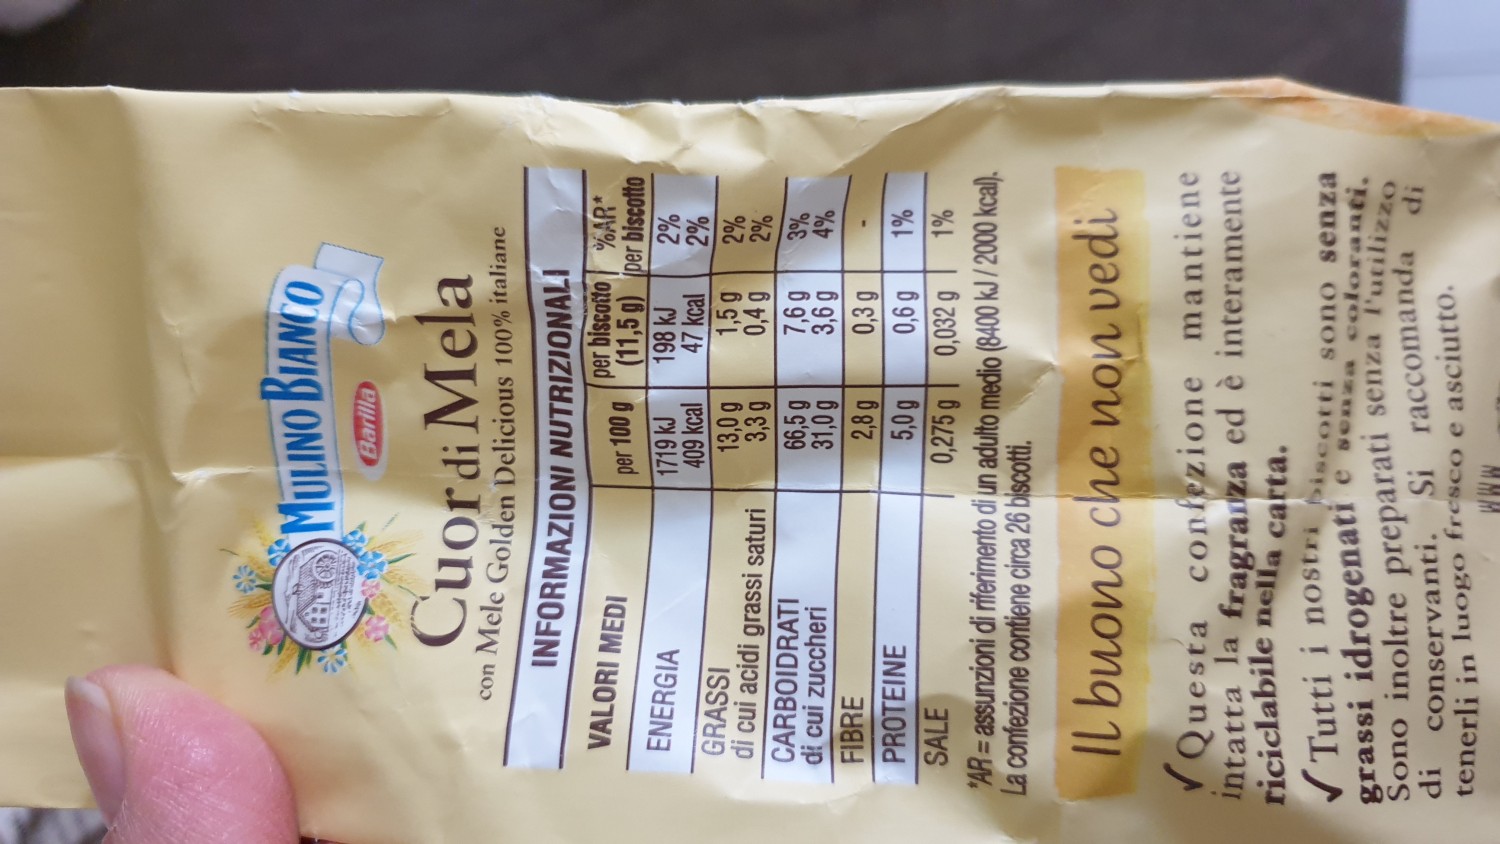 MULINO BIANCO
Barilla
Cuor di Mela
con Mele Golden Delicious 100% italiane
INFORMAZIONI NUTRIZIONALI
VALORI MEDI per 100 g per biscotto (11,5 g) %AR* per biscotto
ENERGIA 1719 kJ 198 kJ 2%
409 kcal 47 kcal 2%
GRASSI 13,0 g 1,5 g 2%
di cui acidi grassi saturi 3,3 g 0,4 g 2%
CARBOIDRATI 66,5 g 7,6 g 3%
di cui zuccheri 31,0 g 3,6 g 4%
FIBRE 2,8 g 0,3 g -
PROTEINE 5,0 g 0,6 g 1%
SALE 0,275 g 0,032 g 1%
*AR = assunzioni di riferimento di un adulto medio (8400 kJ / 2000 kcal).
La confezione contiene circa 26 biscotti.
Il buono che non vedi
✓Questa confezione mantiene
intatta la fragranza ed è interamente
riciclabile nella carta.
✓Tutti i nostri biscotti sono senza
grassi idrogenati e senza coloranti.
Sono inoltre preparati senza l'utilizzo
di conservanti. Si raccomanda di
tenerli in luogo fresco e asciutto.